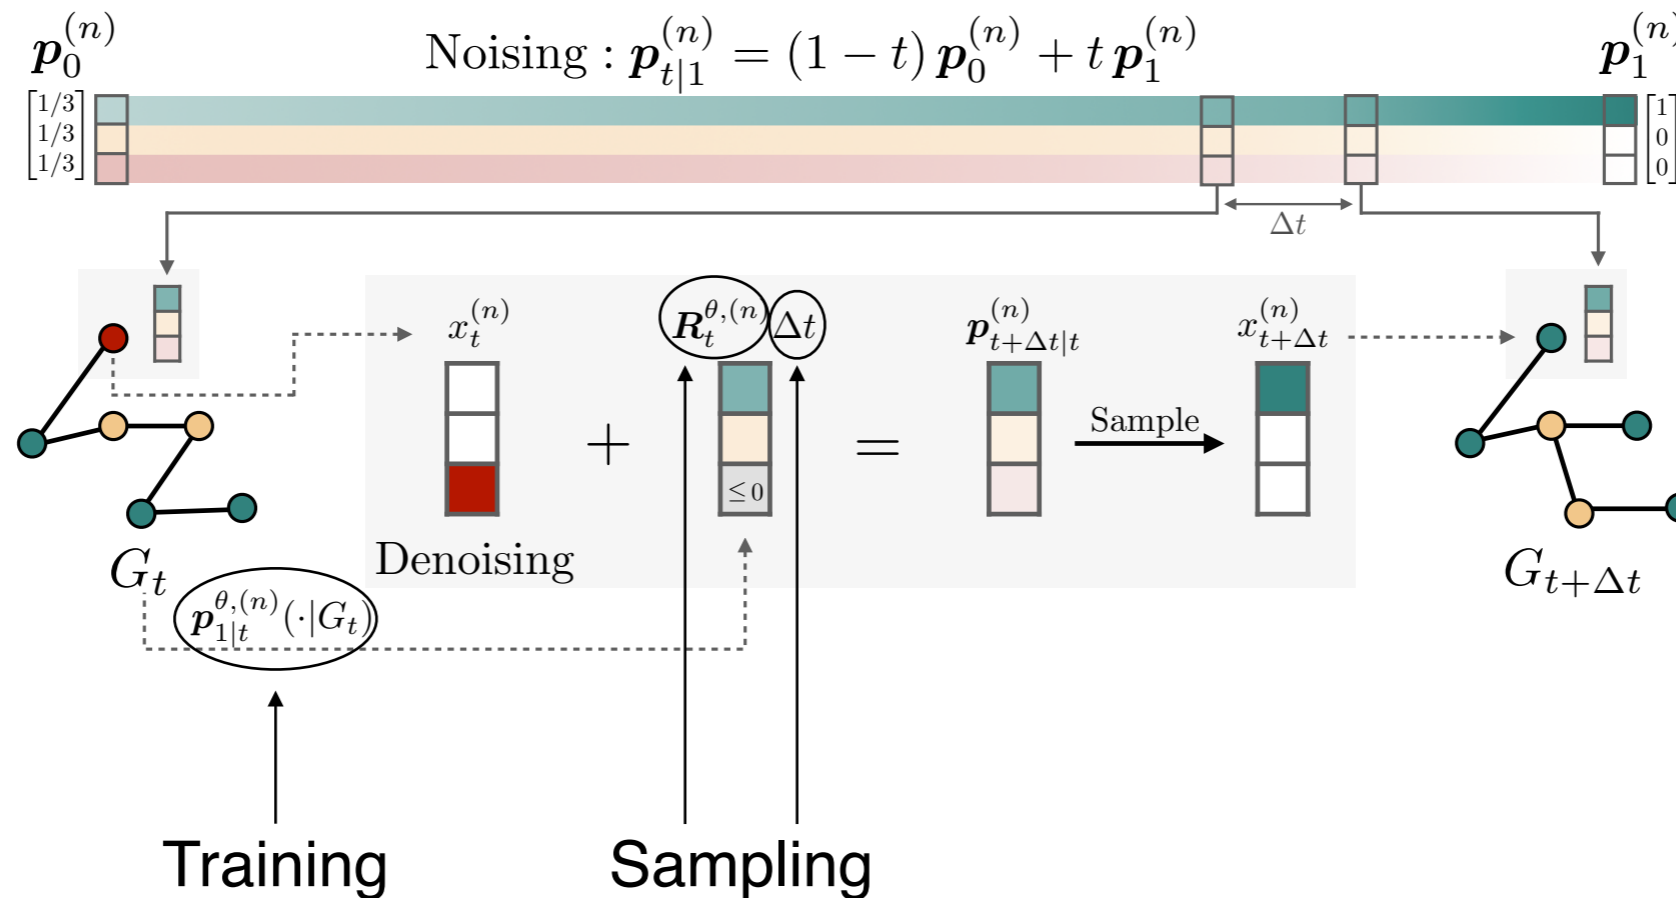 p_0^{(n)}
Noising : p_{t|1}^{(n)} = (1 − t) p_0^{(n)} + t p_1^{(n)}
p_1^{(n)}
[1/3 1/3 1/3]
[1 0 0]
Δt
x_t^{(n)}
R_t^{θ,(n)} Δt
p_{t+Δt|t}^{(n)}
x_{t+Δt}^{(n)}
+
=
Sample
≤ 0
Denoising
G_t
G_{t+Δt}
p_{1|t}^{θ,(n)}(·|G_t)
Training
Sampling